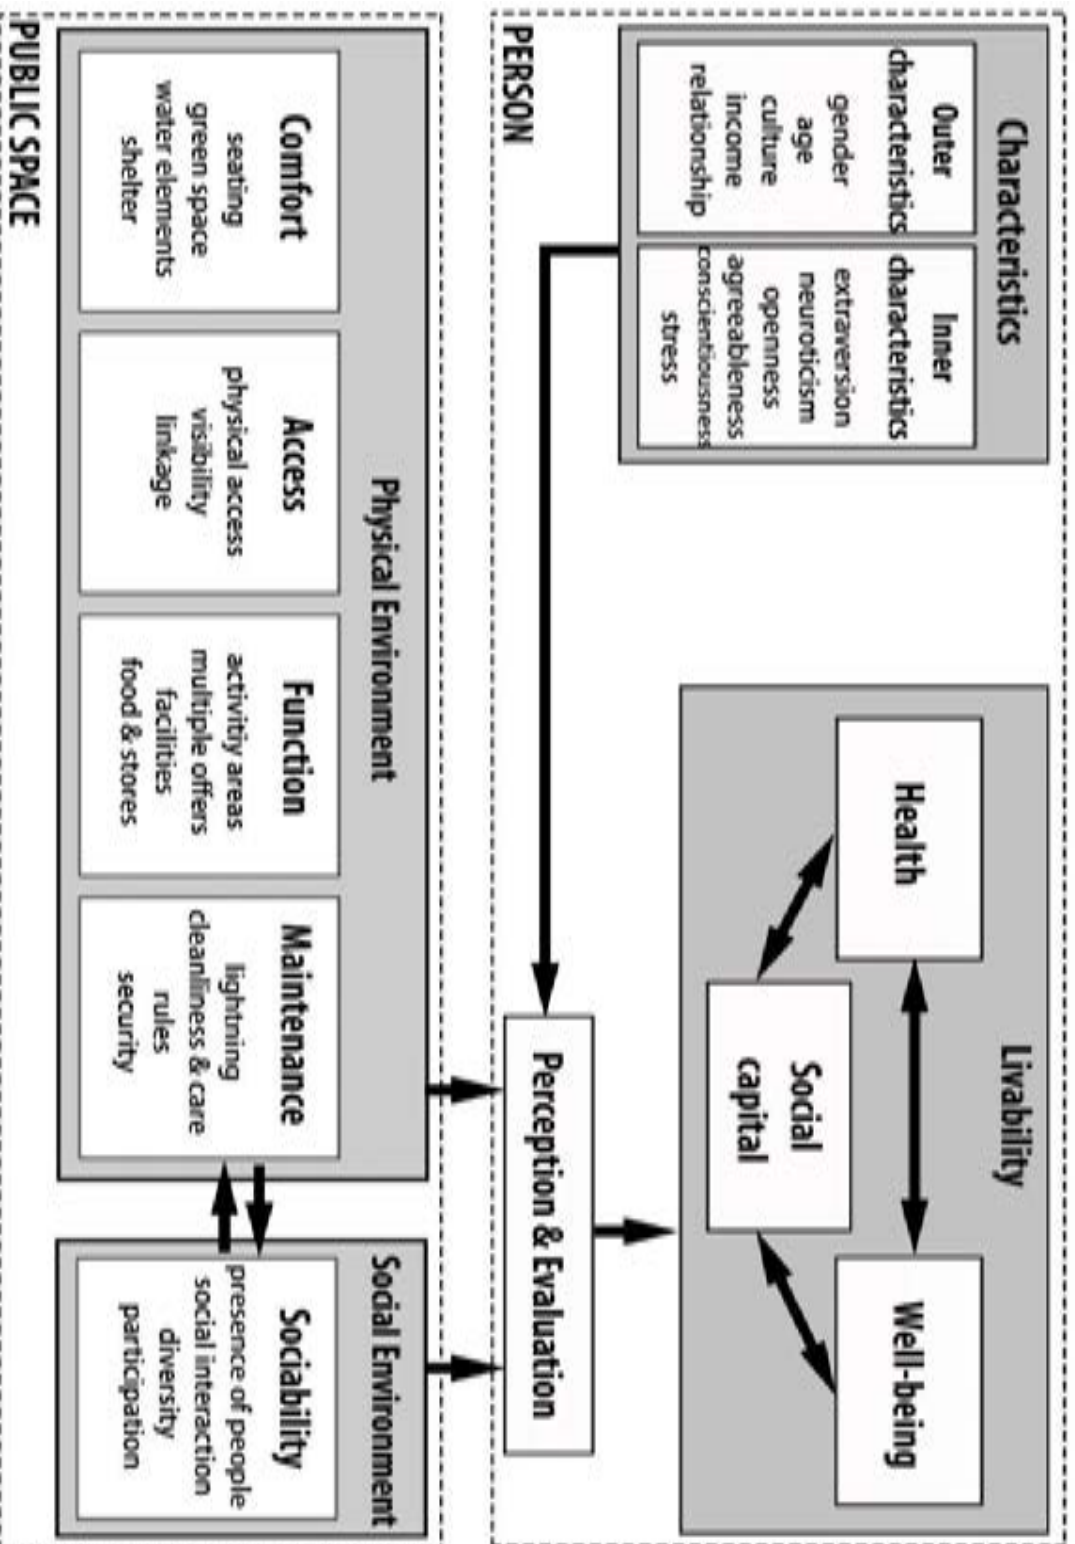 Characteristics
Outer
characteristics
gender
age
culture
income
relationship
Inner
characteristics
extraversion
neuroticism
openness
agreeableness
conscientiousness
stress
PERSON
Livability
Health
Well-being
Social
capital
Perception & Evaluation
Physical Environment
Comfort
seating
green space
water elements
shelter
Access
physical access
visibility
linkage
Function
activitiy areas
multiple offers
facilities
food & stores
Maintenance
lightning
cleanliness & care
rules
security
Social Environment
Sociability
presence of people
social interaction
diversity
participation
PUBLIC SPACE